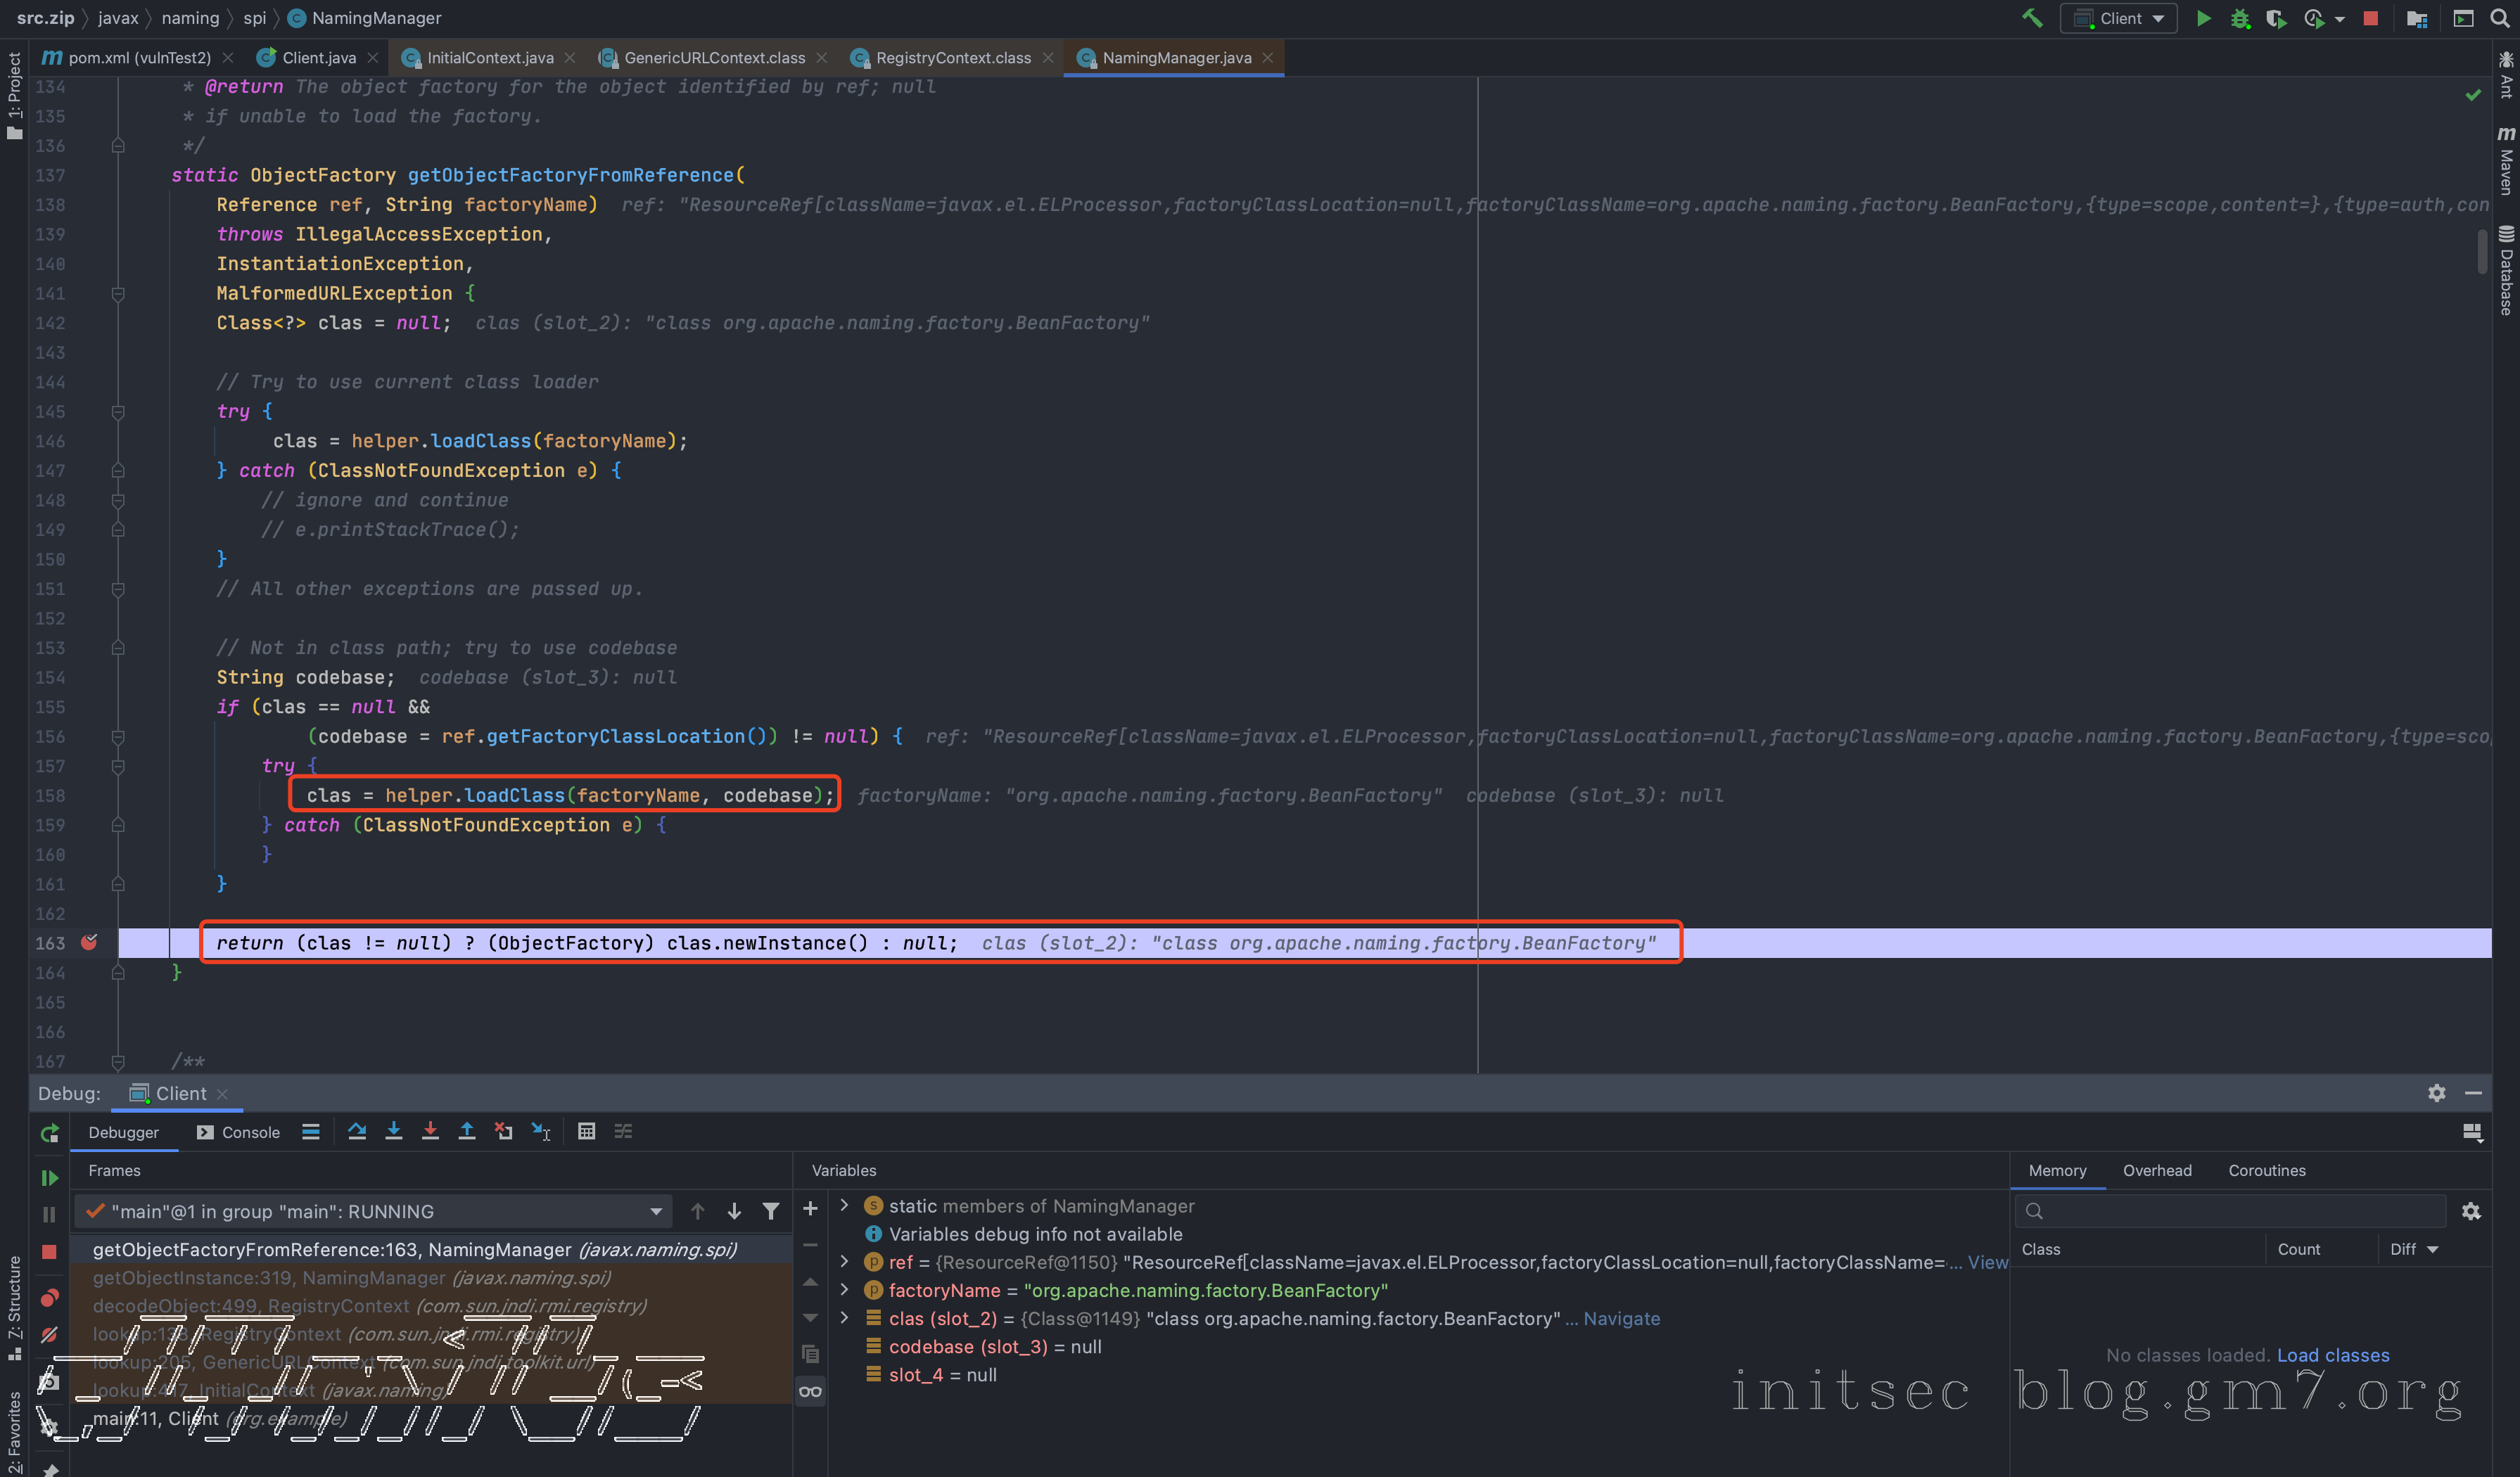 src.zip javax naming spi NamingManager
Client
pom.xml (vulnTest2) Client.java InitialContext.java GenericURLContext.class RegistryContext.class NamingManager.java
1: Project
Ant
Maven
Database
134 * @return The object factory for the object identified by ref; null
135 * if unable to load the factory.
136 */
137 static ObjectFactory getObjectFactoryFromReference(
138 Reference ref, String factoryName) ref: "ResourceRef[className=javax.el.ELProcessor,factoryClassLocation=null,factoryClassName=org.apache.naming.factory.BeanFactory,{type=scope,content=},{type=auth,con
139 throws IllegalAccessException,
140 InstantiationException,
141 MalformedURLException {
142 Class<?> clas = null; clas (slot_2): "class org.apache.naming.factory.BeanFactory"
143
144 // Try to use current class loader
145 try {
146 clas = helper.loadClass(factoryName);
147 } catch (ClassNotFoundException e) {
148 // ignore and continue
149 // e.printStackTrace();
150 }
151 // All other exceptions are passed up.
152
153 // Not in class path; try to use codebase
154 String codebase; codebase (slot_3): null
155 if (clas == null &&
156 (codebase = ref.getFactoryClassLocation()) != null) { ref: "ResourceRef[className=javax.el.ELProcessor,factoryClassLocation=null,factoryClassName=org.apache.naming.factory.BeanFactory,{type=sco
157 try {
158 clas = helper.loadClass(factoryName, codebase); factoryName: "org.apache.naming.factory.BeanFactory" codebase (slot_3): null
159 } catch (ClassNotFoundException e) {
160 }
161 }
162
163 return (clas != null) ? (ObjectFactory) clas.newInstance() : null; clas (slot_2): "class org.apache.naming.factory.BeanFactory"
164 }
165
166
167 /**
Debug: Client
Debugger Console
Frames
"main"@1 in group "main": RUNNING
getObjectFactoryFromReference:163, NamingManager (javax.naming.spi)
getObjectInstance:319, NamingManager (javax.naming.spi)
decodeObject:499, RegistryContext (com.sun.jndi.rmi.registry)
lookup:138, RegistryContext (com.sun.jndi.rmi.registry)
lookup:205, GenericURLContext (com.sun.jndi.toolkit.url)
lookup:417, InitialContext (javax.naming)
main:11, Client (org.example)
Variables
static members of NamingManager
Variables debug info not available
ref = {ResourceRef@1150} "ResourceRef[className=javax.el.ELProcessor,factoryClassLocation=null,factoryClassName=... View
factoryName = "org.apache.naming.factory.BeanFactory"
clas (slot_2) = {Class@1149} "class org.apache.naming.factory.BeanFactory" ... Navigate
codebase (slot_3) = null
slot_4 = null
Memory Overhead Coroutines
Class Count Diff
No classes loaded. Load classes
7: Structure
2: Favorites
initsec blog.gm7.org